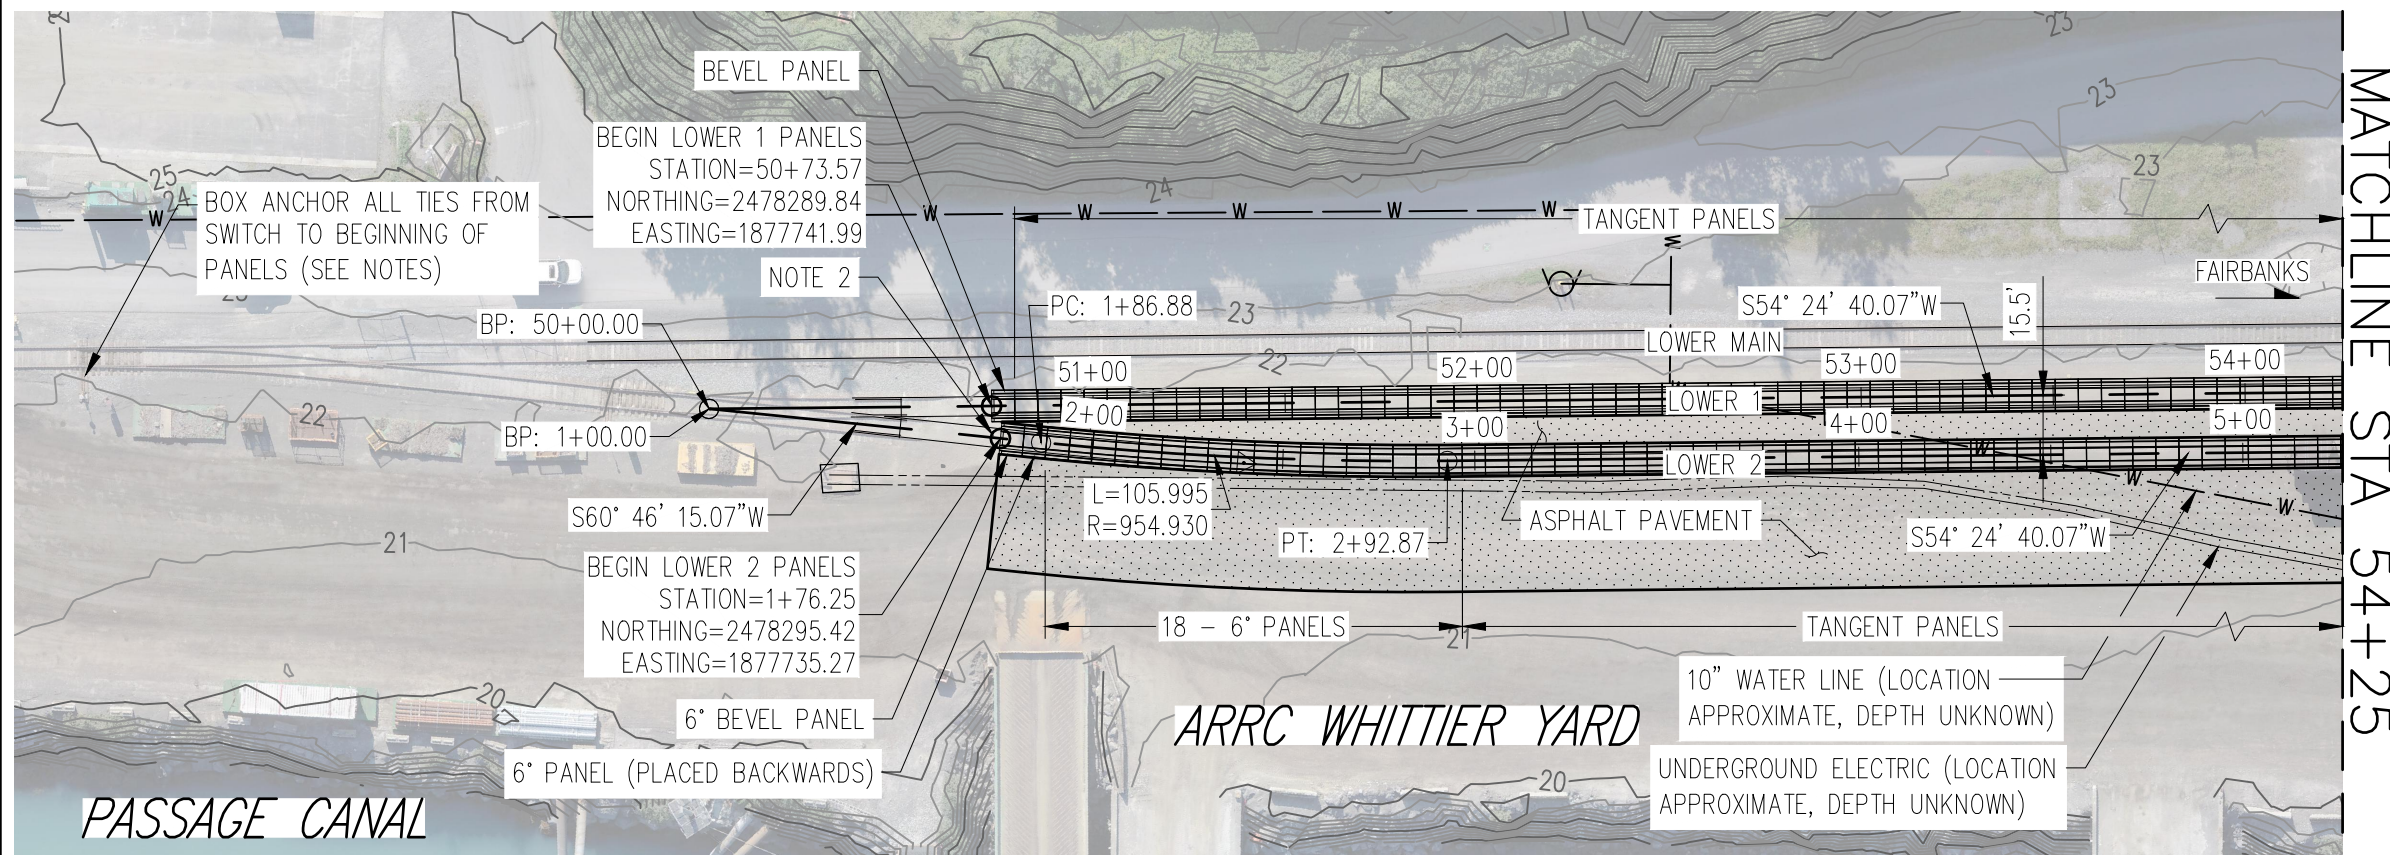 BEVEL PANEL
BEGIN LOWER 1 PANELS
STATION=50+73.57
NORTHING=2478289.84
EASTING=1877741.99
NOTE 2
BOX ANCHOR ALL TIES FROM
SWITCH TO BEGINNING OF
PANELS (SEE NOTES)
25
24
23
22
21
20
BP: 50+00.00
BP: 1+00.00
S60° 46' 15.07"W
BEGIN LOWER 2 PANELS
STATION=1+76.25
NORTHING=2478295.42
EASTING=1877735.27
6° BEVEL PANEL
6° PANEL (PLACED BACKWARDS)
PASSAGE CANAL
W
W
W
W
W
W
TANGENT PANELS
24
23
23
23
FAIRBANKS
PC: 1+86.88
23
22
S54° 24' 40.07"W
15.5'
LOWER MAIN
51+00
52+00
53+00
54+00
W
LOWER 1
2+00
3+00
4+00
5+00
LOWER 2
W
W
W
L=105.995
R=954.930
PT: 2+92.87
ASPHALT PAVEMENT
S54° 24' 40.07"W
18 - 6° PANELS
TANGENT PANELS
21
10" WATER LINE (LOCATION
APPROXIMATE, DEPTH UNKNOWN)
ARRC WHITTIER YARD
UNDERGROUND ELECTRIC (LOCATION
APPROXIMATE, DEPTH UNKNOWN)
20
MATCHLINE STA 54+25